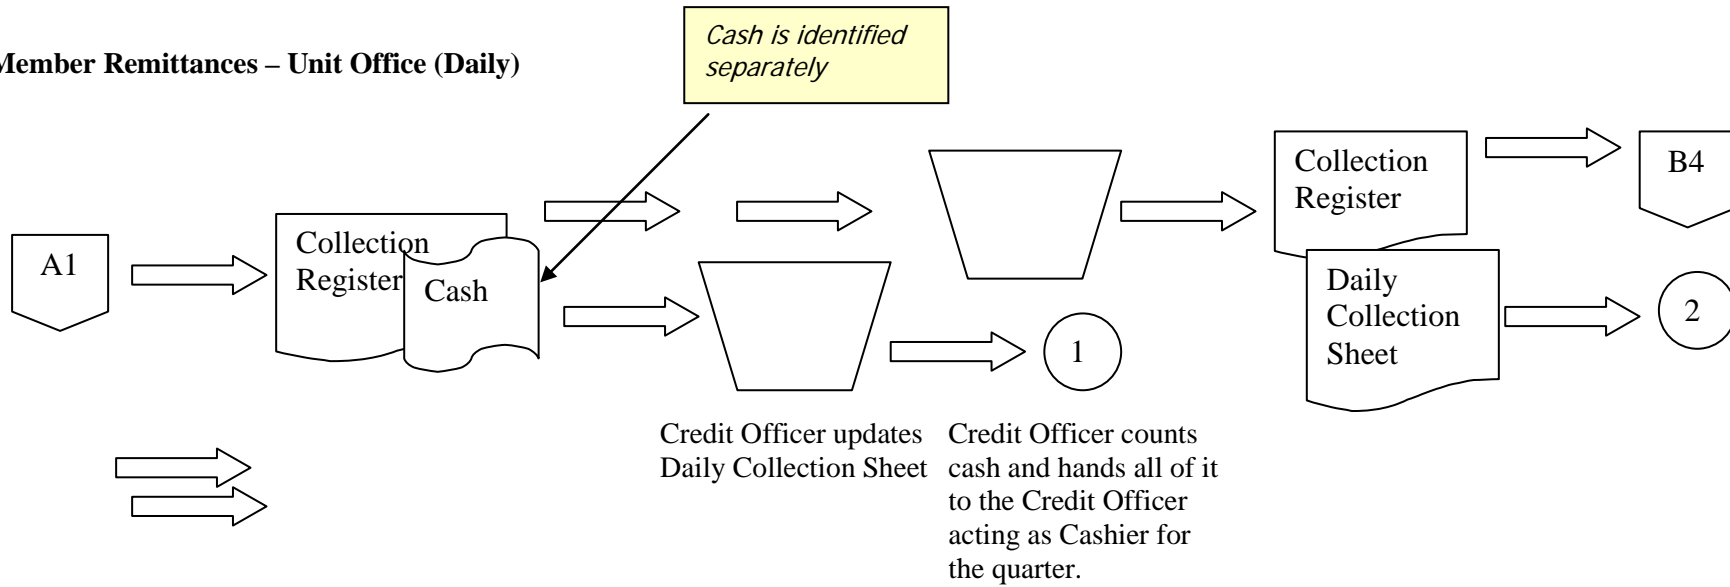 Member Remittances – Unit Office (Daily)
Cash is identified
separately
A1
Collection
Register
Cash
1
Collection
Register
B4
Daily
Collection
Sheet
2
Credit Officer updates
Daily Collection Sheet
Credit Officer counts
cash and hands all of it
to the Credit Officer
acting as Cashier for
the quarter.